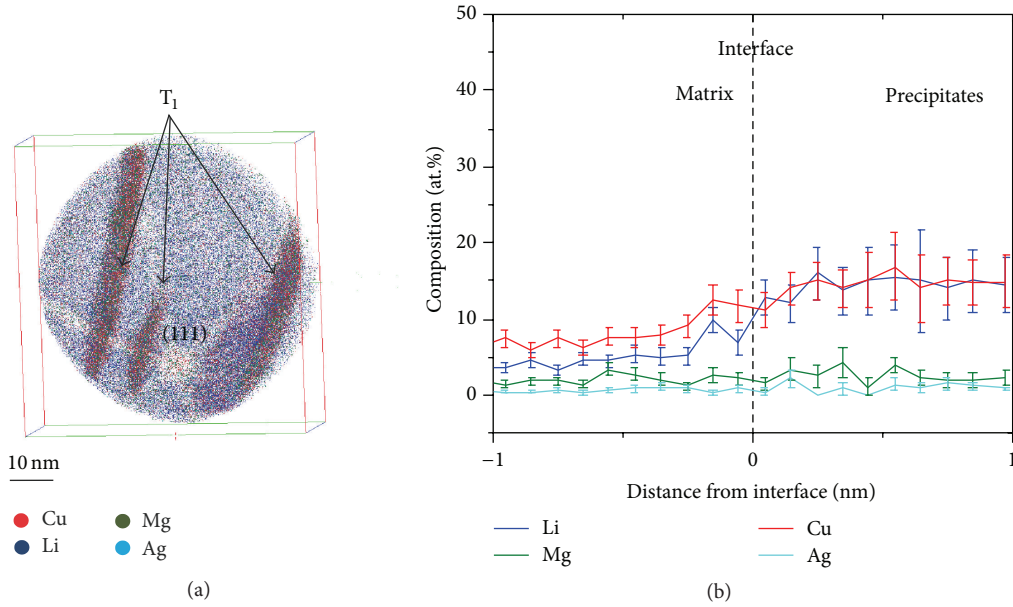 T1
(111)
10 nm
Cu
Mg
Li
Ag
(a)
50
40
30
20
10
0
Composition (at.%)
Interface
Matrix
Precipitates
−1
0
1
Distance from interface (nm)
Li
Cu
Mg
Ag
(b)